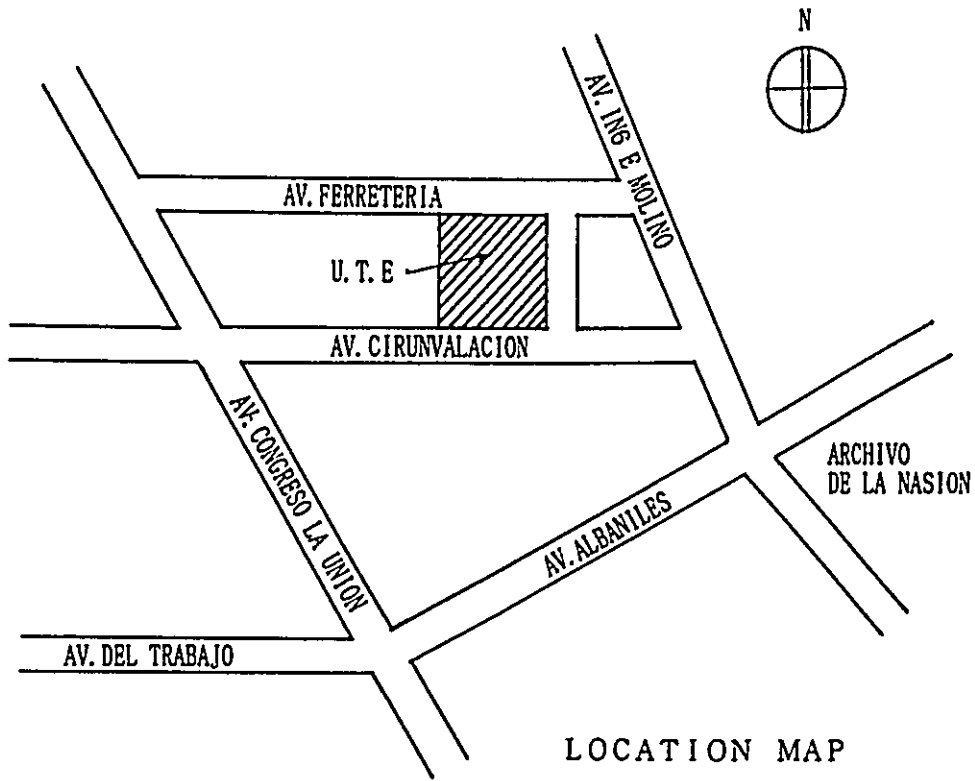 N
AV. ING E MOLINO
AV. FERRETERIA
U. T. E
AV. CIRUNVALACION
AV. CONGRESO LA UNION
ARCHIVO
DE LA NASION
AV. ALBANILES
AV. DEL TRABAJO
LOCATION MAP